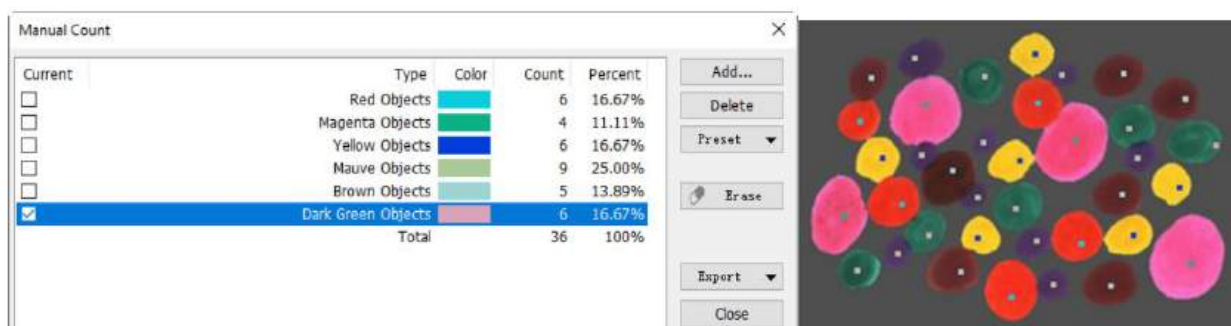 Manual Count
Current Type Color Count Percent Add...
Red Objects 6 16.67% Delete
Magenta Objects 4 11.11%
Yellow Objects 6 16.67% Preset
Mauve Objects 9 25.00%
Brown Objects 5 13.89%
Dark Green Objects 6 16.67% Erase
Total 36 100%
Export
Close